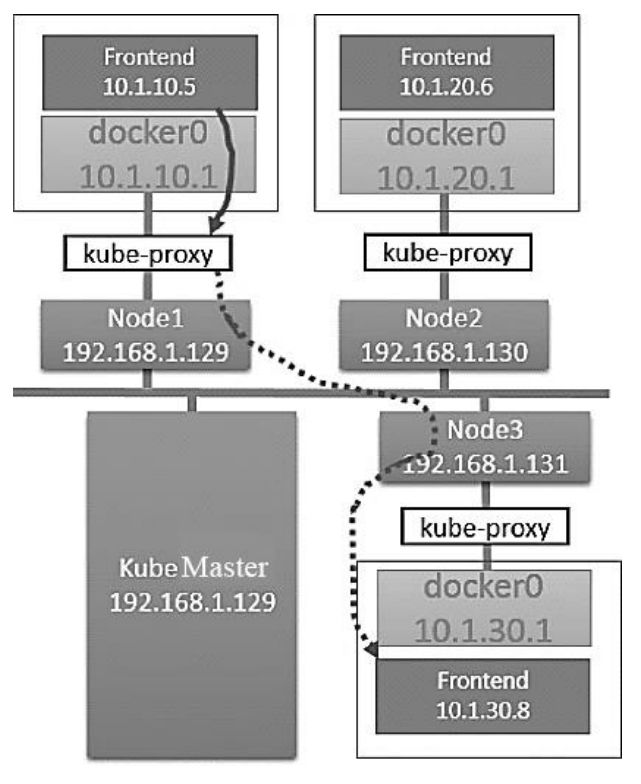 Frontend
10.1.10.5
docker0
10.1.10.1
kube-proxy
Node1
192.168.1.129
Frontend
10.1.20.6
docker0
10.1.20.1
kube-proxy
Node2
192.168.1.130
Kube Master
192.168.1.129
Node3
192.168.1.131
kube-proxy
docker0
10.1.30.1
Frontend
10.1.30.8